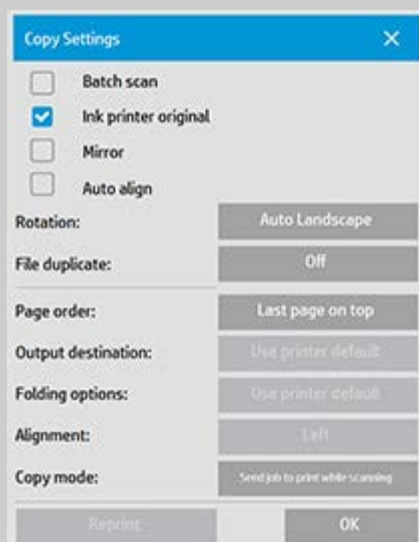 Copy Settings
Batch scan
Ink printer original
Mirror
Auto align
Rotation: Auto Landscape
File duplicate: Off
Page order: Last page on top
Output destination: Use printer default
Folding options: Use printer default
Alignment: Left
Copy mode: Send job to print while scanning
Reprint OK